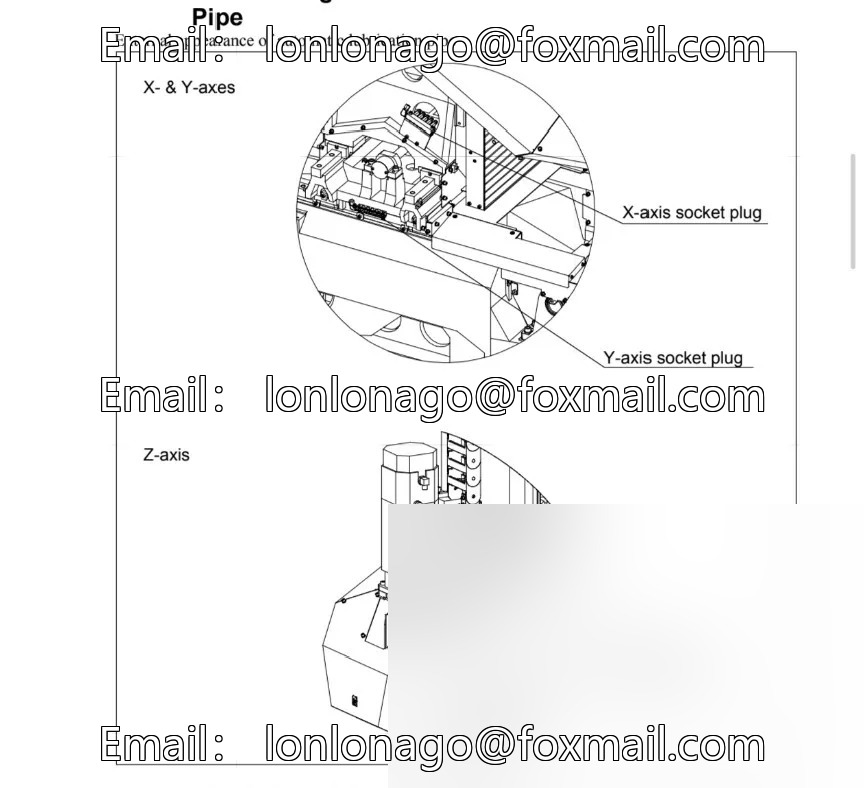 Pipe
Email： lonlonago@foxmail.com
X- & Y-axes
X-axis socket plug
Y-axis socket plug
Email： lonlonago@foxmail.com
Z-axis
Email： lonlonago@foxmail.com